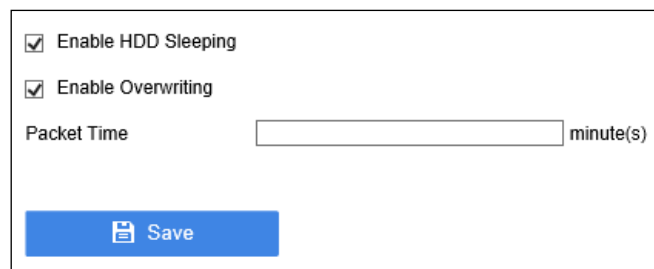 Enable HDD Sleeping
Enable Overwriting
Packet Time minute(s)
Save